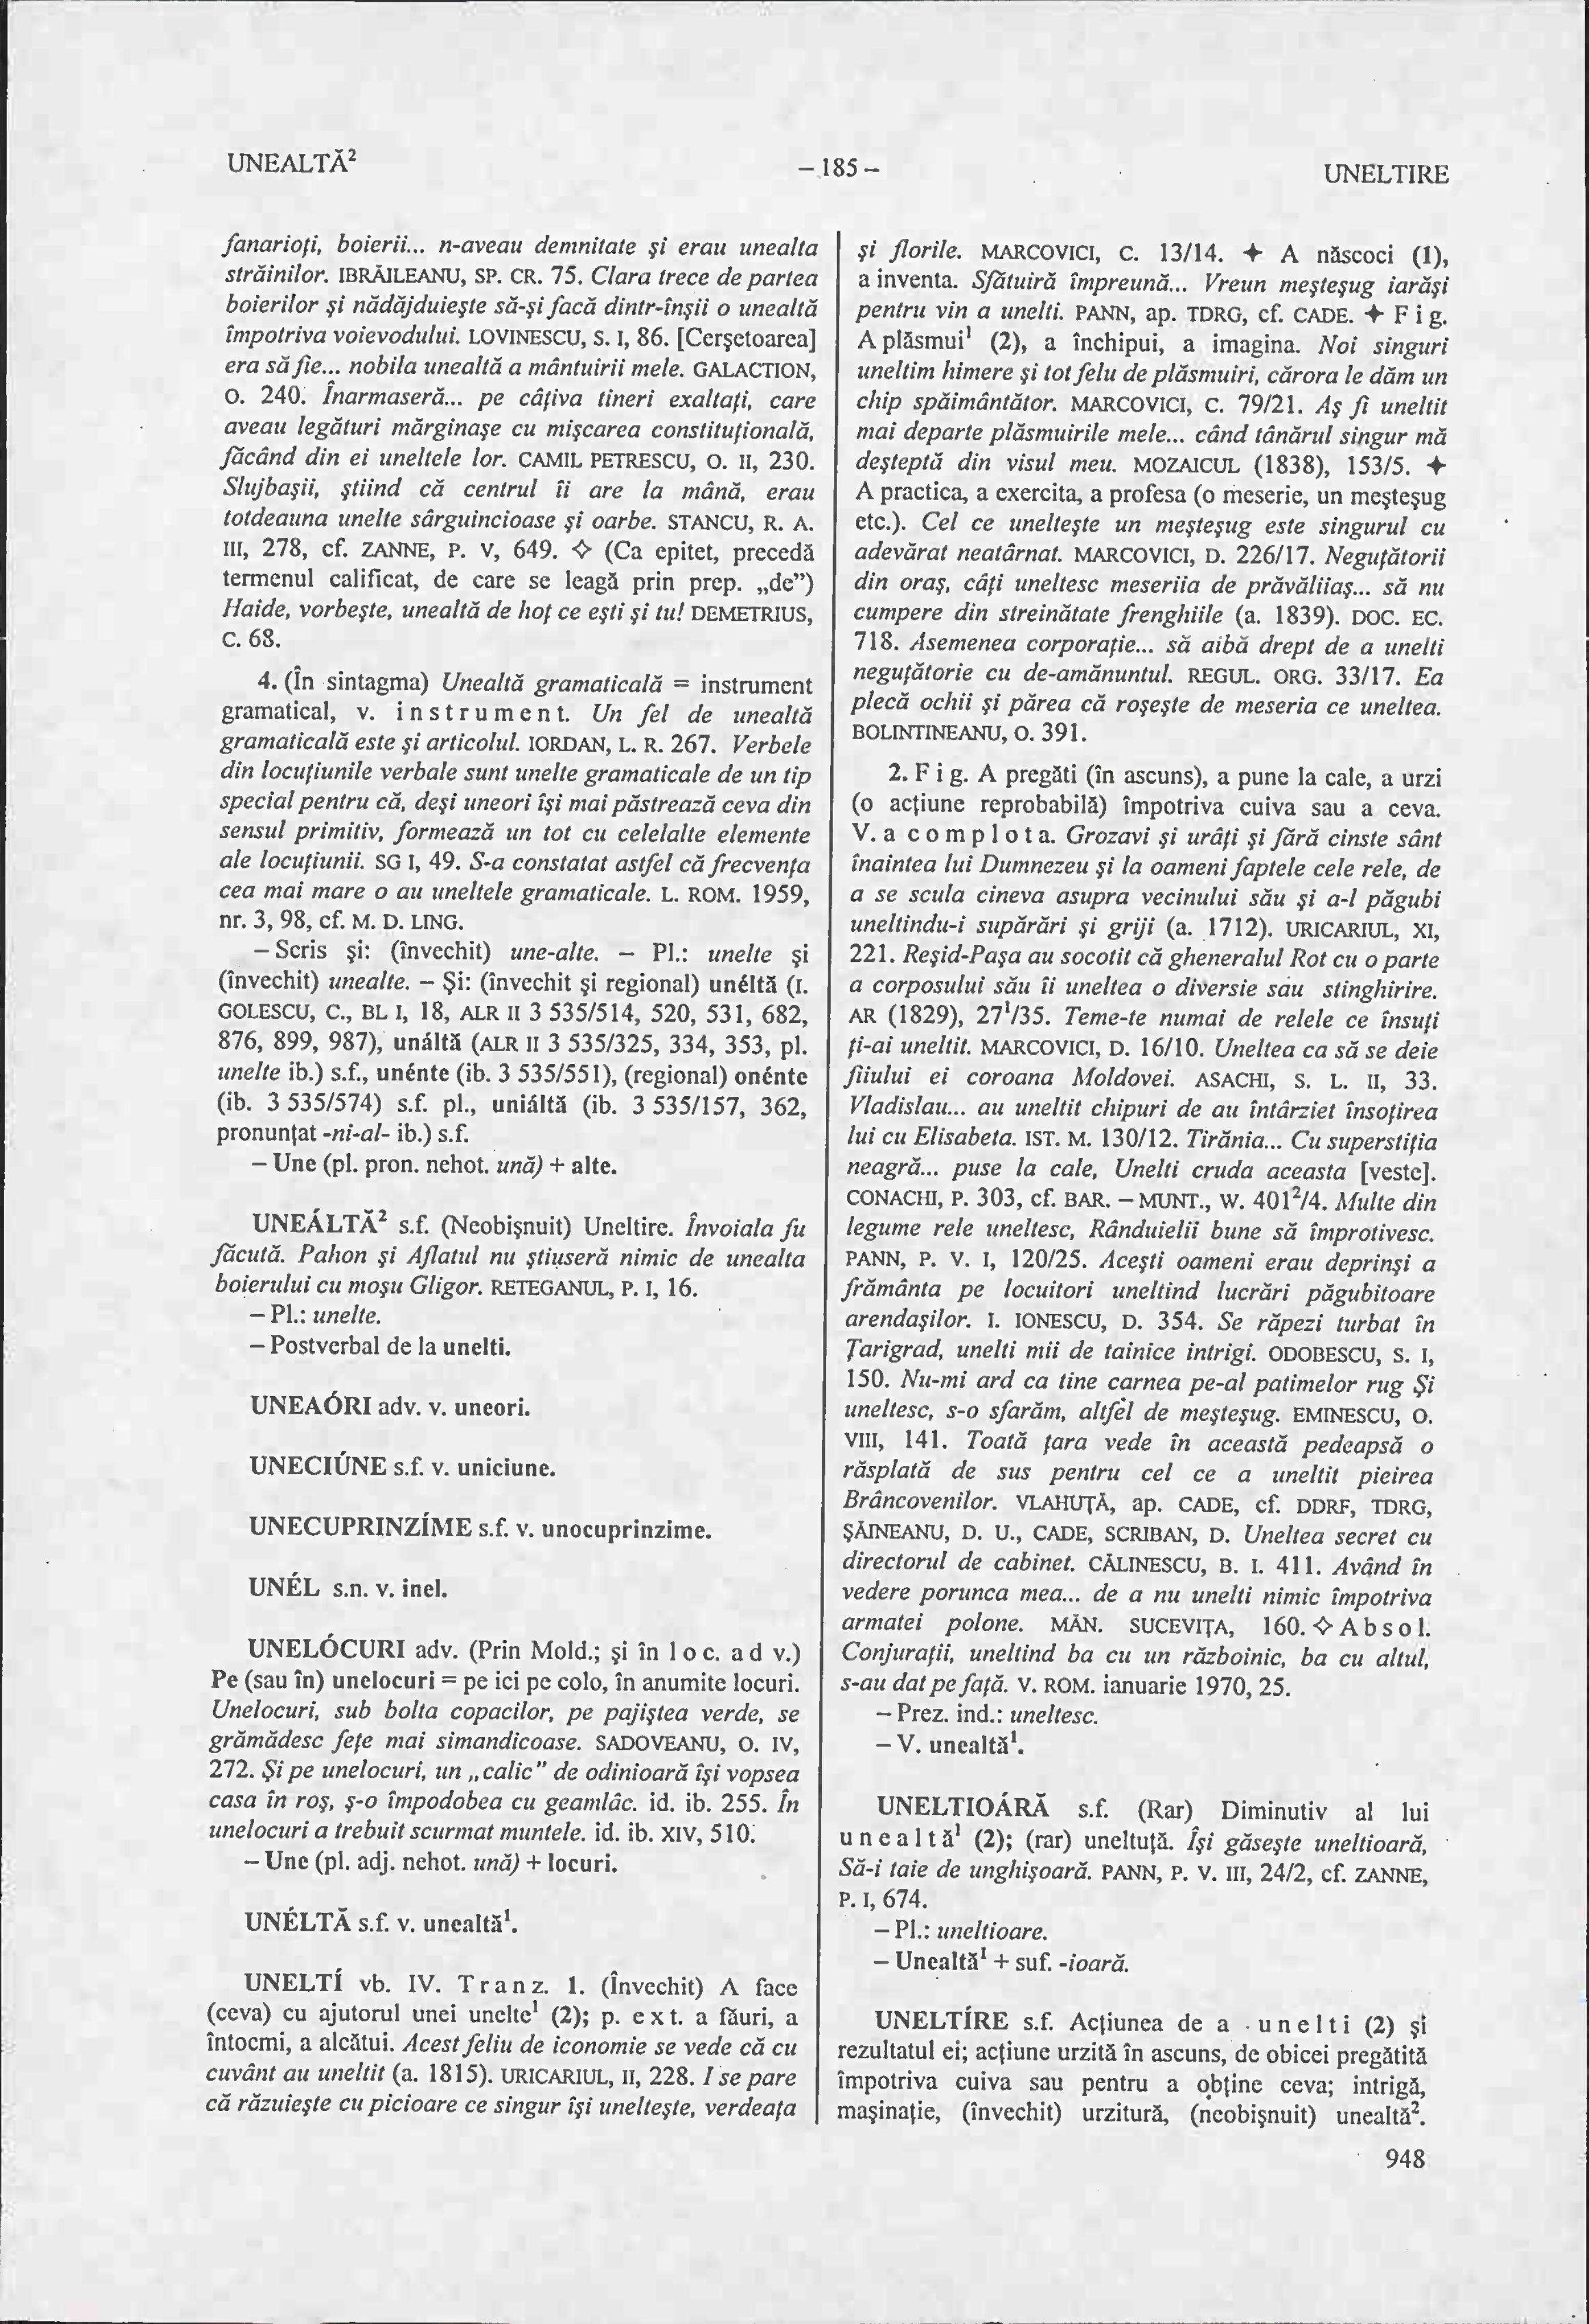 UNEALTĂ²
– 185 –
UNELTIRE
fanarioţi, boierii... n-aveau demnitate şi erau unealta
străinilor. IBRĂILEANU, SP. CR. 75. Clara trece de partea
boierilor şi nădăjduieşte să-şi facă dintr-înşii o unealtă
împotriva voievodului. LOVINESCU, S. I, 86. [Cerşetoarea]
era să fie... nobila unealtă a mântuirii mele. GALACTION,
O. 240. Înarmaseră... pe câţiva tineri exaltaţi, care
aveau legături mărginaşe cu mişcarea constituţională,
făcând din ei uneltele lor. CAMIL PETRESCU, O. II, 230.
Slujbaşii, ştiind că centrul îi are la mână, erau
totdeauna unelte sârguincioase şi oarbe. STANCU, R. A.
III, 278, cf. ZANNE, P. V, 649. ✧ (Ca epitet, precedă
termenul calificat, de care se leagă prin prep. „de”)
Haide, vorbeşte, unealtă de hoţ ce eşti şi tu! DEMETRIUS,
C. 68.
4. (În sintagma) Unealtă gramaticală = instrument
gramatical, v. instrument. Un fel de unealtă
gramaticală este şi articolul. IORDAN, L. R. 267. Verbele
din locuţiunile verbale sunt unelte gramaticale de un tip
special pentru că, deşi uneori îşi mai păstrează ceva din
sensul primitiv, formează un tot cu celelalte elemente
ale locuţiunii. SG I, 49. S-a constatat astfel că frecvenţa
cea mai mare o au uneltele gramaticale. L. ROM. 1959,
nr. 3, 98, cf. M. D. LING.
– Scris şi: (învechit) une-alte. – Pl.: unelte şi
(învechit) unealte. – Şi: (învechit şi regional) unéltă (I.
GOLESCU, C., BL I, 18, ALR II 3 535/514, 520, 531, 682,
876, 899, 987), unáltă (ALR II 3 535/325, 334, 353, pl.
unelte ib.) s.f., unénte (ib. 3 535/551), (regional) onénte
(ib. 3 535/574) s.f. pl., uniáltă (ib. 3 535/157, 362,
pronunţat -ni-al- ib.) s.f.
– Une (pl. pron. nehot. ună) + alte.
UNEÁLTĂ² s.f. (Neobişnuit) Uneltire. Învoiala fu
făcută. Pahon şi Aflatul nu ştiuseră nimic de unealta
boierului cu moşu Gligor. RETEGANUL, P. I, 16.
– Pl.: unelte.
– Postverbal de la unelti.
UNEAÓRI adv. v. uneori.
UNECIÚNE s.f. v. uniciune.
UNECUPRINZÍME s.f. v. unocuprinzime.
UNÉL s.n. v. inel.
UNELÓCURI adv. (Prin Mold.; şi în loc. adv.)
Pe (sau în) unelocuri = pe ici pe colo, în anumite locuri.
Unelocuri, sub bolta copacilor, pe pajiştea verde, se
grămădesc feţe mai simandicoase. SADOVEANU, O. IV,
272. Şi pe unelocuri, un „calic” de odinioară îşi vopsea
casa în roş, ş-o împodobea cu geamlâc. id. ib. 255. În
unelocuri a trebuit scurmat muntele. id. ib. XIV, 510.
– Une (pl. adj. nehot. ună) + locuri.
UNÉLTĂ s.f. v. unealtă¹.
UNELTÍ vb. IV. Tranz. 1. (Învechit) A face
(ceva) cu ajutorul unei unelte¹ (2); p. ext. a făuri, a
întocmi, a alcătui. Acest feliu de iconomie se vede că cu
cuvânt au uneltit (a. 1815). URICARIUL, II, 228. I se pare
că răzuieşte cu picioare ce singur îşi unelteşte, verdeaţa
şi florile. MARCOVICI, C. 13/14. ✦ A născoci (1),
a inventa. Sfătuiră împreună... Vreun meşteşug iarăşi
pentru vin a unelti. PANN, ap. TDRG, cf. CADE. ✦ Fig.
A plăsmui¹ (2), a închipui, a imagina. Noi singuri
uneltim himere şi tot felu de plăsmuiri, cărora le dăm un
chip spăimântător. MARCOVICI, C. 79/21. Aş fi uneltit
mai departe plăsmuirile mele... când tânărul singur mă
deşteptă din visul meu. MOZAICUL (1838), 153/5. ✦
A practica, a exercita, a profesa (o meserie, un meşteşug
etc.). Cel ce unelteşte un meşteşug este singurul cu
adevărat neatârnat. MARCOVICI, D. 226/17. Neguţătorii
din oraş, câţi uneltesc meseriia de prăvăliiaş... să nu
cumpere din streinătate frenghiile (a. 1839). DOC. EC.
718. Asemenea corporaţie... să aibă drept de a unelti
neguţătorie cu de-amănuntul. REGUL. ORG. 33/17. Ea
plecă ochii şi părea că roşeşte de meseria ce uneltea.
BOLINTINEANU, O. 391.
2. Fig. A pregăti (în ascuns), a pune la cale, a urzi
(o acţiune reprobabilă) împotriva cuiva sau a ceva.
V. a complota. Grozavi şi urâţi şi fără cinste sânt
înaintea lui Dumnezeu şi la oameni faptele cele rele, de
a se scula cineva asupra vecinului său şi a-l păgubi
uneltindu-i supărări şi griji (a. 1712). URICARIUL, XI,
221. Reşid-Paşa au socotit că gheneralul Rot cu o parte
a corposului său îi uneltea o diversie sau stinghirire.
AR (1829), 27¹/35. Teme-te numai de relele ce însuţi
ţi-ai uneltit. MARCOVICI, D. 16/10. Uneltea ca să se deie
fiiului ei coroana Moldovei. ASACHI, S. L. II, 33.
Vladislau... au uneltit chipuri de au întârziet însoţirea
lui cu Elisabeta. IST. M. 130/12. Tirănia... Cu superstiţia
neagră... puse la cale, Unelti cruda aceasta [veste].
CONACHI, P. 303, cf. BAR. – MUNT., W. 401²/4. Multe din
legume rele uneltesc, Rânduielii bune să împrotivesc.
PANN, P. V. I, 120/25. Aceşti oameni erau deprinşi a
frământa pe locuitori uneltind lucrări păgubitoare
arendaşilor. I. IONESCU, D. 354. Se răpezi turbat în
Ţarigrad, unelti mii de tainice intrigi. ODOBESCU, S. I,
150. Nu-mi ard ca tine carnea pe-al patimelor rug Şi
uneltesc, s-o sfarăm, altfel de meşteşug. EMINESCU, O.
VIII, 141. Toată ţara vede în această pedeapsă o
răsplată de sus pentru cel ce a uneltit pieirea
Brâncovenilor. VLAHUŢĂ, ap. CADE, cf. DDRF, TDRG,
ŞĂINEANU, D. U., CADE, SCRIBAN, D. Uneltea secret cu
directorul de cabinet. CĂLINESCU, B. I. 411. Având în
vedere porunca mea... de a nu unelti nimic împotriva
armatei polone. MĂN. SUCEVIŢA, 160. ✧ Absol.
Conjuraţii, uneltind ba cu un războinic, ba cu altul,
s-au dat pe faţă. V. ROM. ianuarie 1970, 25.
– Prez. ind.: uneltesc.
– V. unealtă¹.
UNELTIOÁRĂ s.f. (Rar) Diminutiv al lui
unealtă¹ (2); (rar) uneltuţă. Îşi găseşte uneltioară,
Să-i taie de unghişoară. PANN, P. V. III, 24/2, cf. ZANNE,
P. I, 674.
– Pl.: uneltioare.
– Unealtă¹ + suf. -ioară.
UNELTÍRE s.f. Acţiunea de a unelti (2) şi
rezultatul ei; acţiune urzită în ascuns, de obicei pregătită
împotriva cuiva sau pentru a obţine ceva; intrigă,
maşinaţie, (învechit) urzitură, (neobişnuit) unealtă².
948